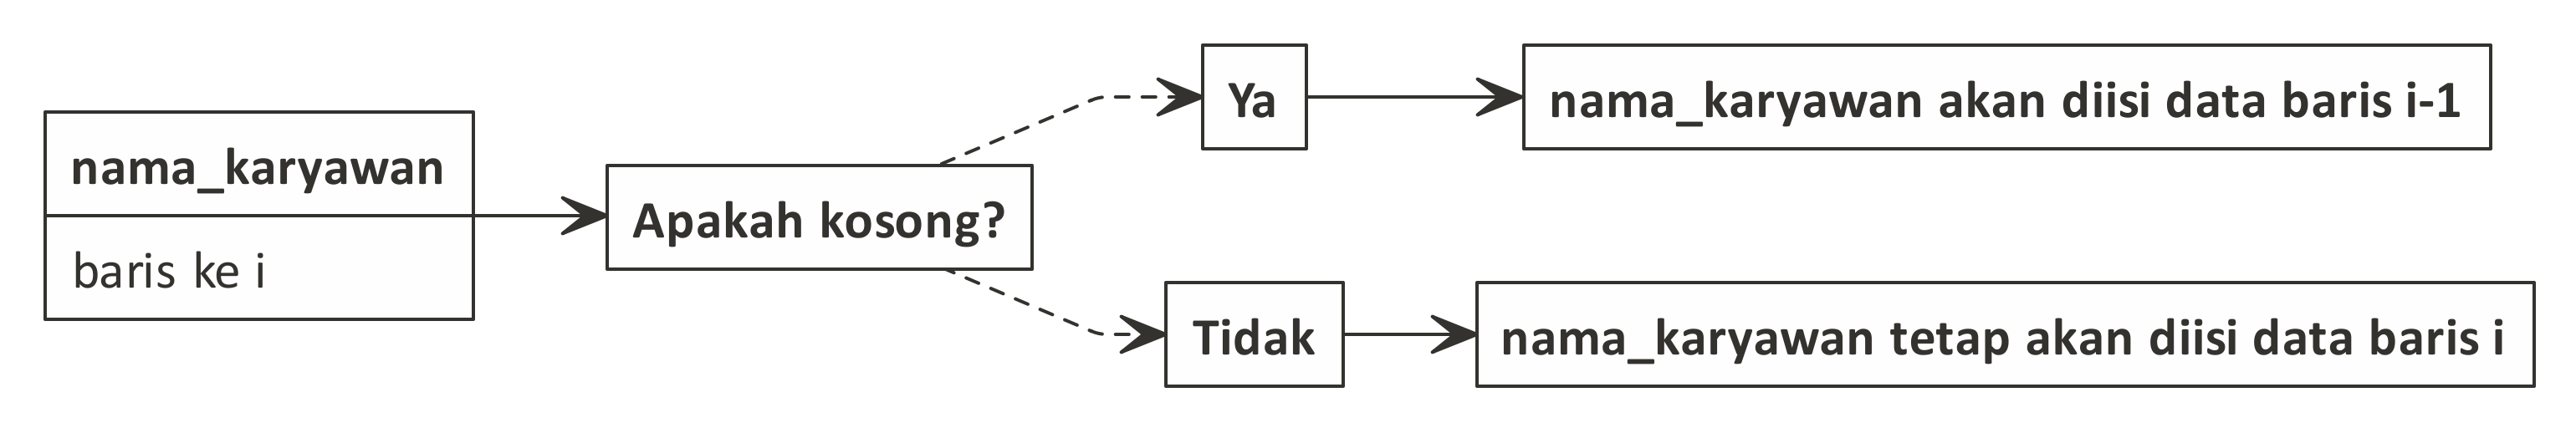 nama_karyawan
baris ke i
Apakah kosong?
Ya
nama_karyawan akan diisi data baris i-1
Tidak
nama_karyawan tetap akan diisi data baris i